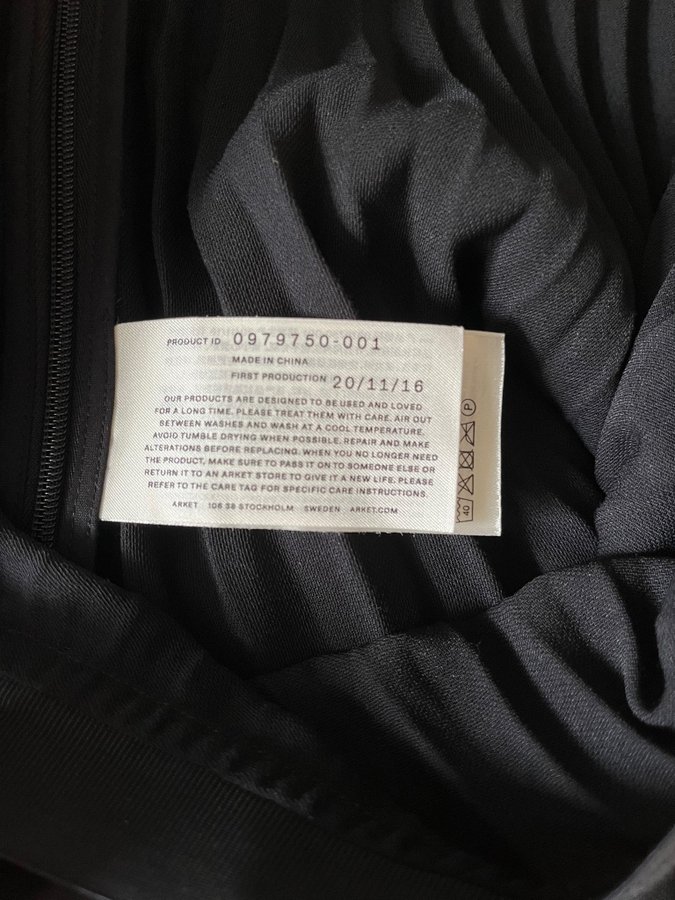 PRODUCT ID 0979750-001
MADE IN CHINA
FIRST PRODUCTION 20/11/16
OUR PRODUCTS ARE DESIGNED TO BE USED AND LOVED
FOR A LONG TIME. PLEASE TREAT THEM WITH CARE. AIR OUT
BETWEEN WASHES AND WASH AT A COOL TEMPERATURE.
AVOID TUMBLE DRYING WHEN POSSIBLE. REPAIR AND MAKE
ALTERATIONS BEFORE REPLACING. WHEN YOU NO LONGER NEED
THE PRODUCT, MAKE SURE TO PASS IT ON TO SOMEONE ELSE OR
RETURN IT TO AN ARKET STORE TO GIVE IT A NEW LIFE. PLEASE
REFER TO THE CARE TAG FOR SPECIFIC CARE INSTRUCTIONS.
ARKET 106 38 STOCKHOLM SWEDEN ARKET.COM
40 P